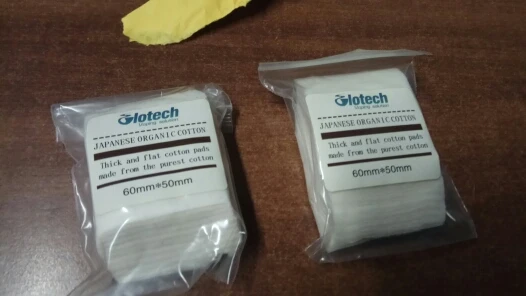 Glotech
JAPANESE ORGANIC COTTON
Thick and flat cotton pads
made from the purest cotton
60mm*50mm
Glotech
JAPANESE ORGANIC COTTON
Thick and flat cotton pads
made from the purest cotton
60mm*50mm